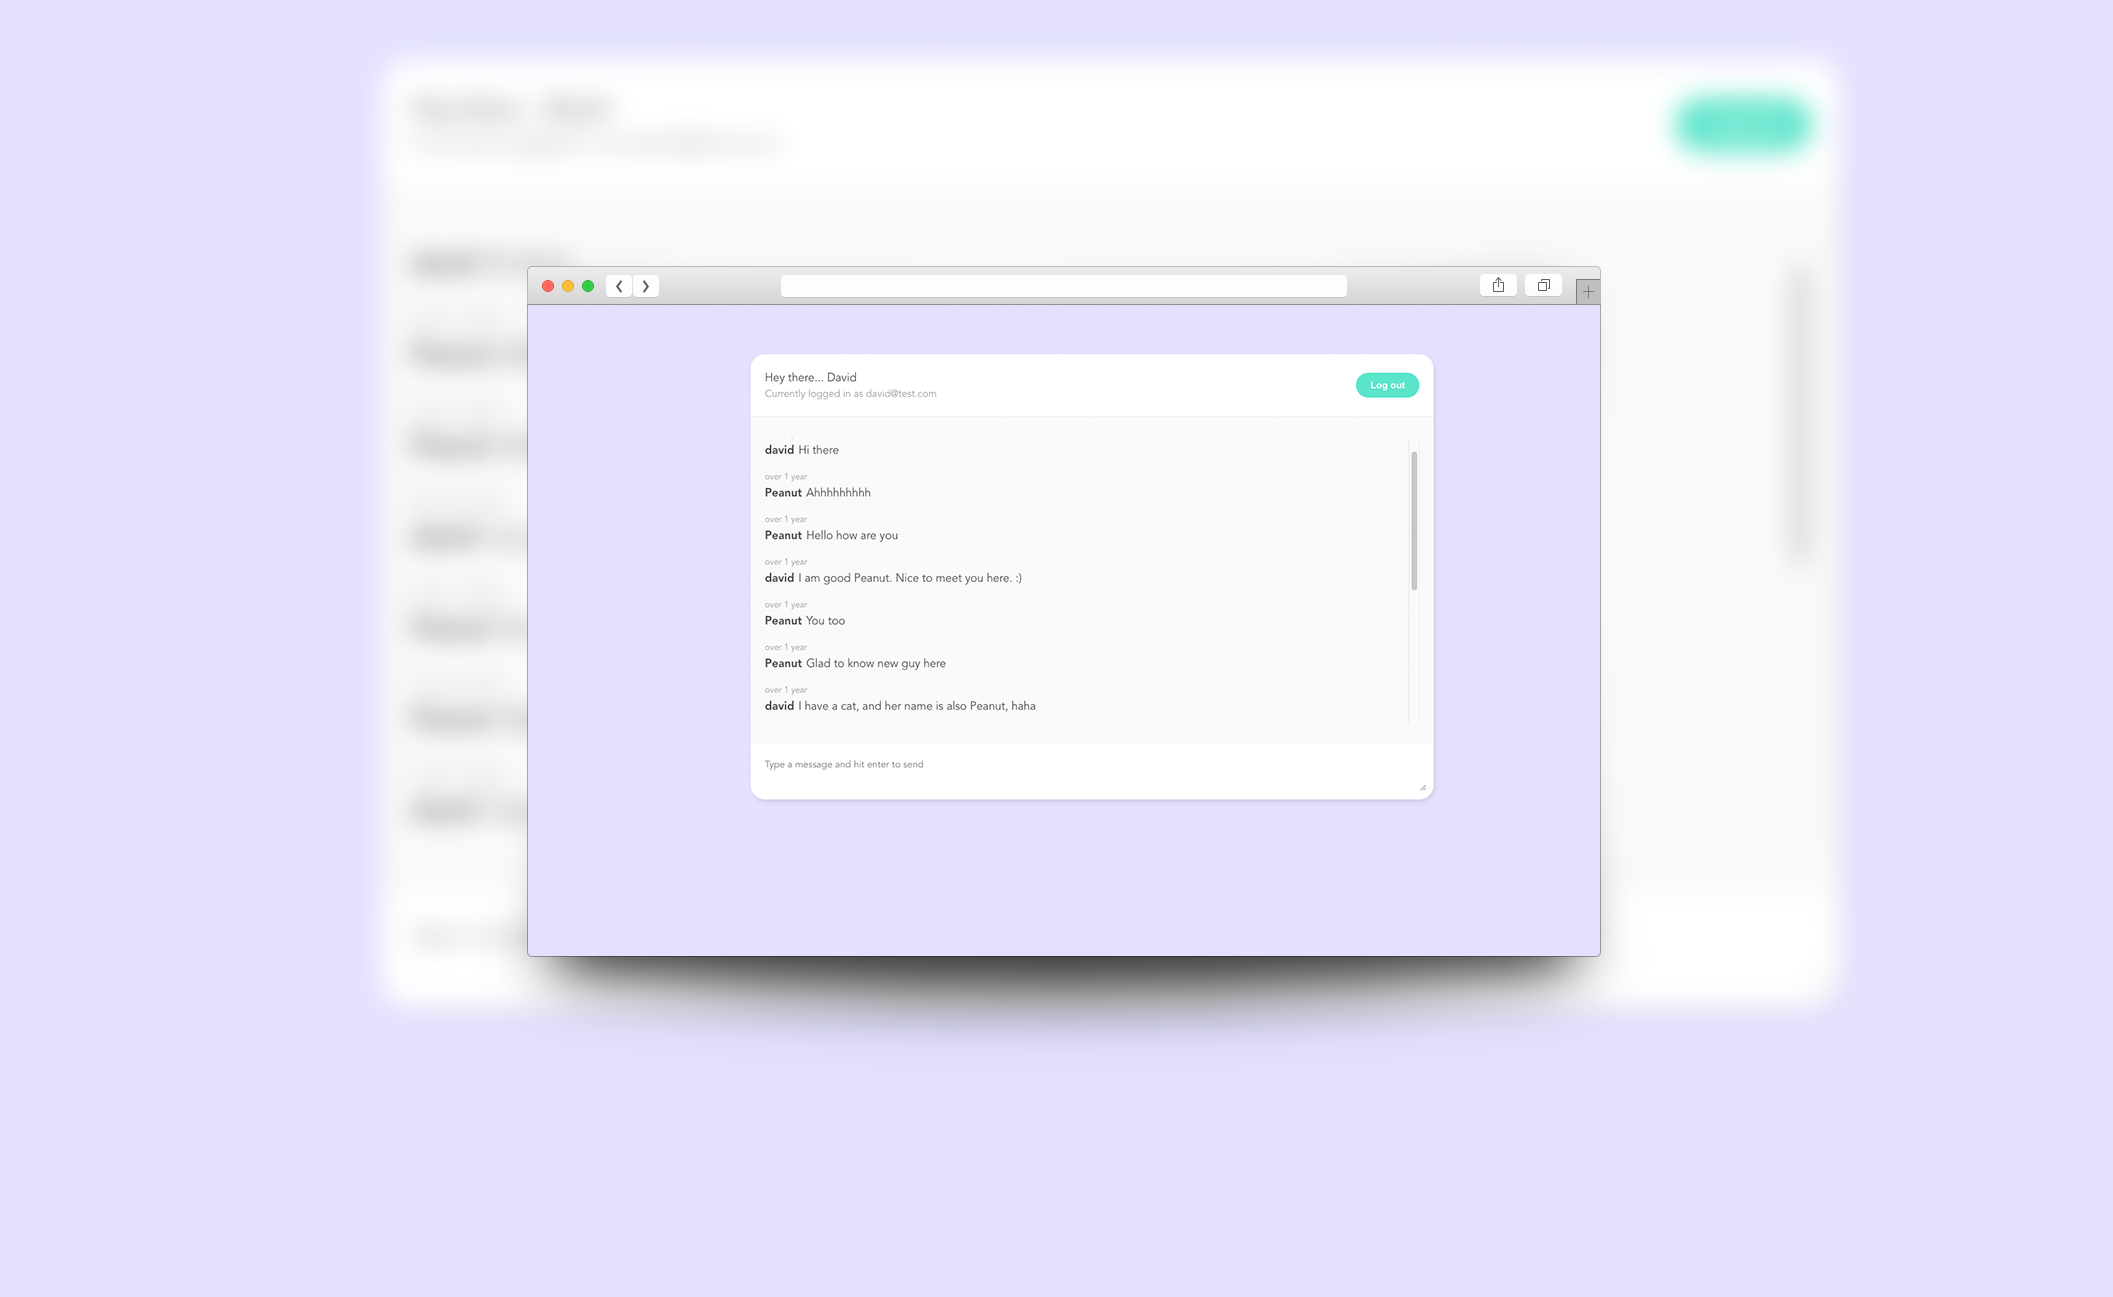 Hey there... David
Currently logged in as david@test.com
Log out
david Hi there
over 1 year
Peanut Ahhhhhhhhh
over 1 year
Peanut Hello how are you
over 1 year
david I am good Peanut. Nice to meet you here. :)
over 1 year
Peanut You too
over 1 year
Peanut Glad to know new guy here
over 1 year
david I have a cat, and her name is also Peanut, haha
Type a message and hit enter to send